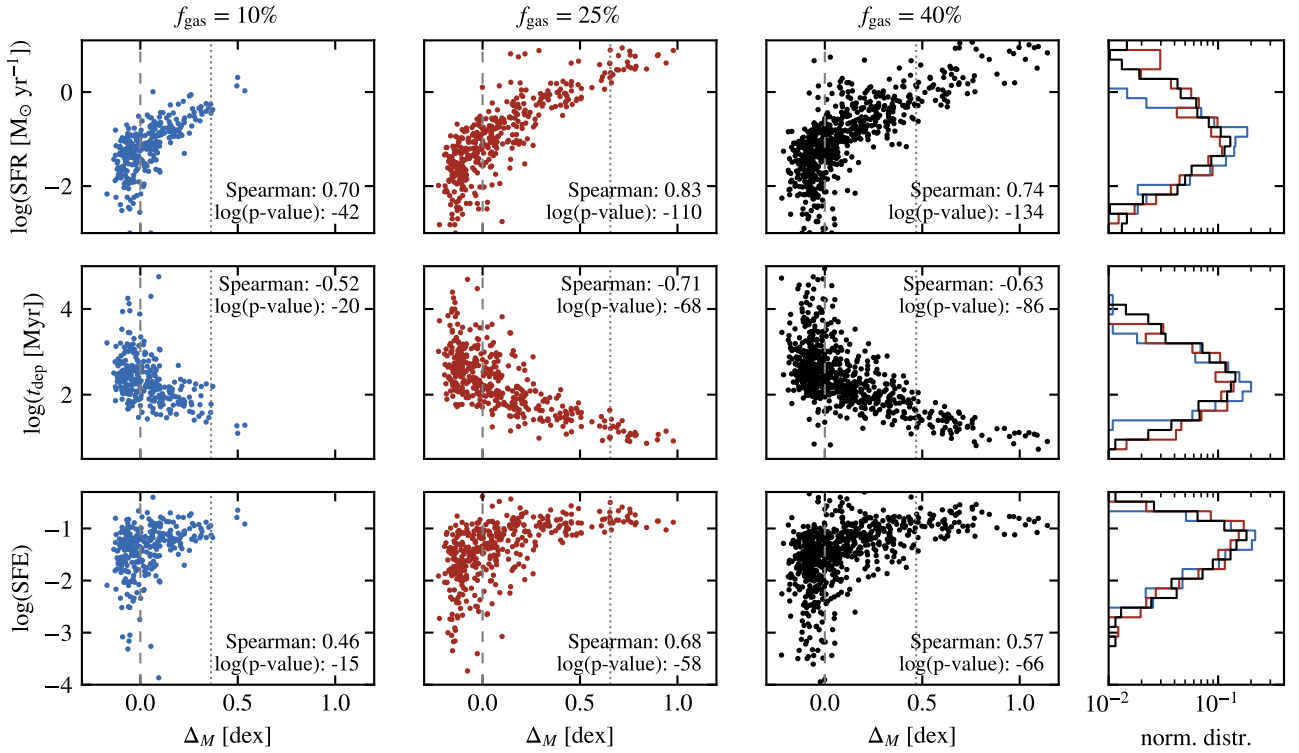 f_gas = 10%
f_gas = 25%
f_gas = 40%
log(SFR [M⊙ yr⁻¹])
0
−2
Spearman: 0.70
log(p-value): -42
Spearman: 0.83
log(p-value): -110
Spearman: 0.74
log(p-value): -134
log(t_dep [Myr])
4
2
Spearman: -0.52
log(p-value): -20
Spearman: -0.71
log(p-value): -68
Spearman: -0.63
log(p-value): -86
log(SFE)
−1
−2
−3
−4
Spearman: 0.46
log(p-value): -15
Spearman: 0.68
log(p-value): -58
Spearman: 0.57
log(p-value): -66
0.0 0.5 1.0
0.0 0.5 1.0
0.0 0.5 1.0
10⁻² 10⁻¹
Δ_M [dex]
Δ_M [dex]
Δ_M [dex]
norm. distr.